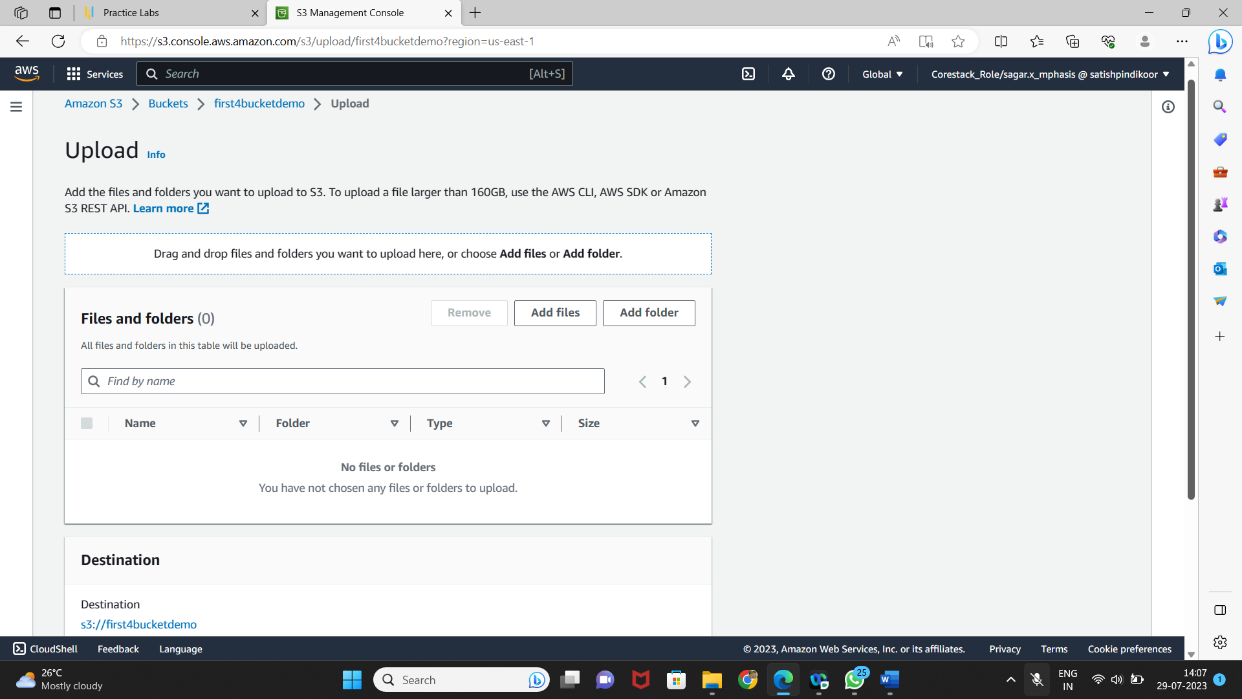 Practice Labs
S3 Management Console
https://s3.console.aws.amazon.com/s3/upload/first4bucketdemo?region=us-east-1
aws
Services
Search
[Alt+S]
Global
Corestack_Role/sagar.x_mphasis @ satishpindikoor
Amazon S3
Buckets
first4bucketdemo
Upload
Upload
Info
Add the files and folders you want to upload to S3. To upload a file larger than 160GB, use the AWS CLI, AWS SDK or Amazon
S3 REST API. Learn more
Drag and drop files and folders you want to upload here, or choose Add files or Add folder.
Files and folders (0)
Remove
Add files
Add folder
All files and folders in this table will be uploaded.
Find by name
1
Name
Folder
Type
Size
No files or folders
You have not chosen any files or folders to upload.
Destination
Destination
s3://first4bucketdemo
CloudShell
Feedback
Language
© 2023, Amazon Web Services, Inc. or its affiliates.
Privacy
Terms
Cookie preferences
26°C
Mostly cloudy
Search
25
ENG
IN
14:07
29-07-2023
1